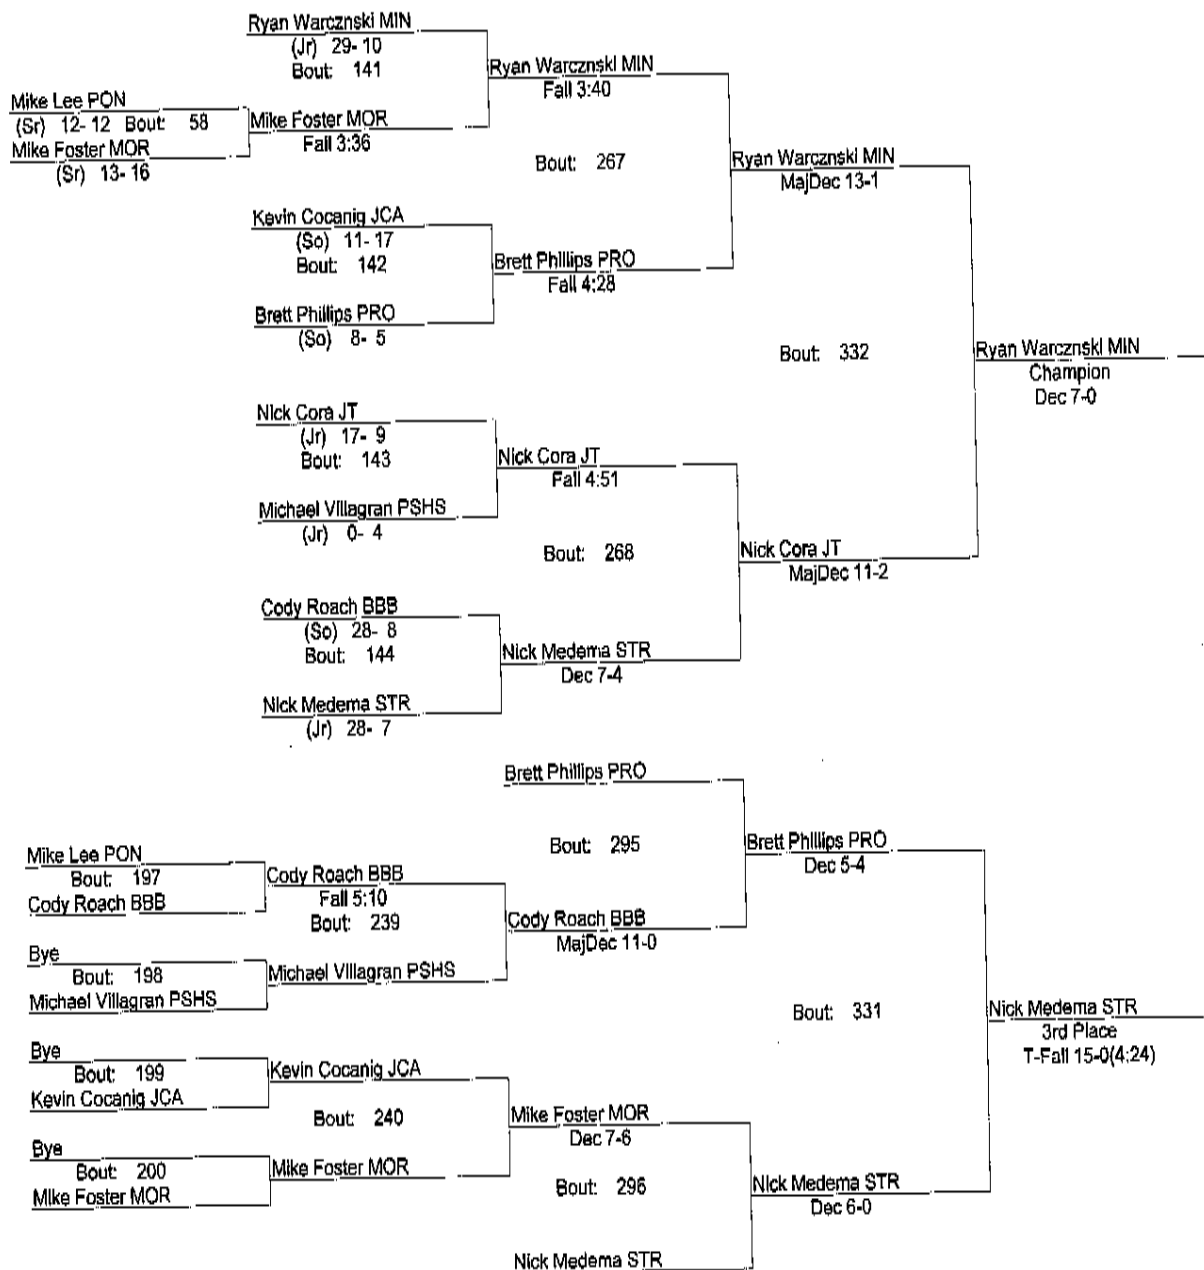 Ryan Warcznski MIN
(Jr) 29- 10
Bout: 141
Ryan Warcznski MIN
Fall 3:40
Mike Lee PON
(Sr) 12- 12 Bout: 58
Mike Foster MOR
(Sr) 13- 16
Mike Foster MOR
Fall 3:36
Bout: 267
Ryan Warcznski MIN
MajDec 13-1
Kevin Cocanig JCA
(So) 11- 17
Bout: 142
Brett Phillips PRO
Fall 4:28
Brett Phillips PRO
(So) 8- 5
Bout: 332
Ryan Warcznski MIN
Champion
Dec 7-0
Nick Cora JT
(Jr) 17- 9
Bout: 143
Nick Cora JT
Fall 4:51
Michael Villagran PSHS
(Jr) 0- 4
Bout: 268
Nick Cora JT
MajDec 11-2
Cody Roach BBB
(So) 28- 8
Bout: 144
Nick Medema STR
Dec 7-4
Nick Medema STR
(Jr) 28- 7
Brett Phillips PRO
Bout: 295
Brett Phillips PRO
Dec 5-4
Mike Lee PON
Bout: 197
Cody Roach BBB
Cody Roach BBB
Fall 5:10
Bout: 239
Cody Roach BBB
MajDec 11-0
Bye
Bout: 198
Michael Villagran PSHS
Michael Villagran PSHS
Bout: 331
Nick Medema STR
3rd Place
T-Fall 15-0(4:24)
Bye
Bout: 199
Kevin Cocanig JCA
Kevin Cocanig JCA
Bout: 240
Mike Foster MOR
Dec 7-6
Bye
Bout: 200
Mike Foster MOR
Mike Foster MOR
Bout: 296
Nick Medema STR
Dec 6-0
Nick Medema STR